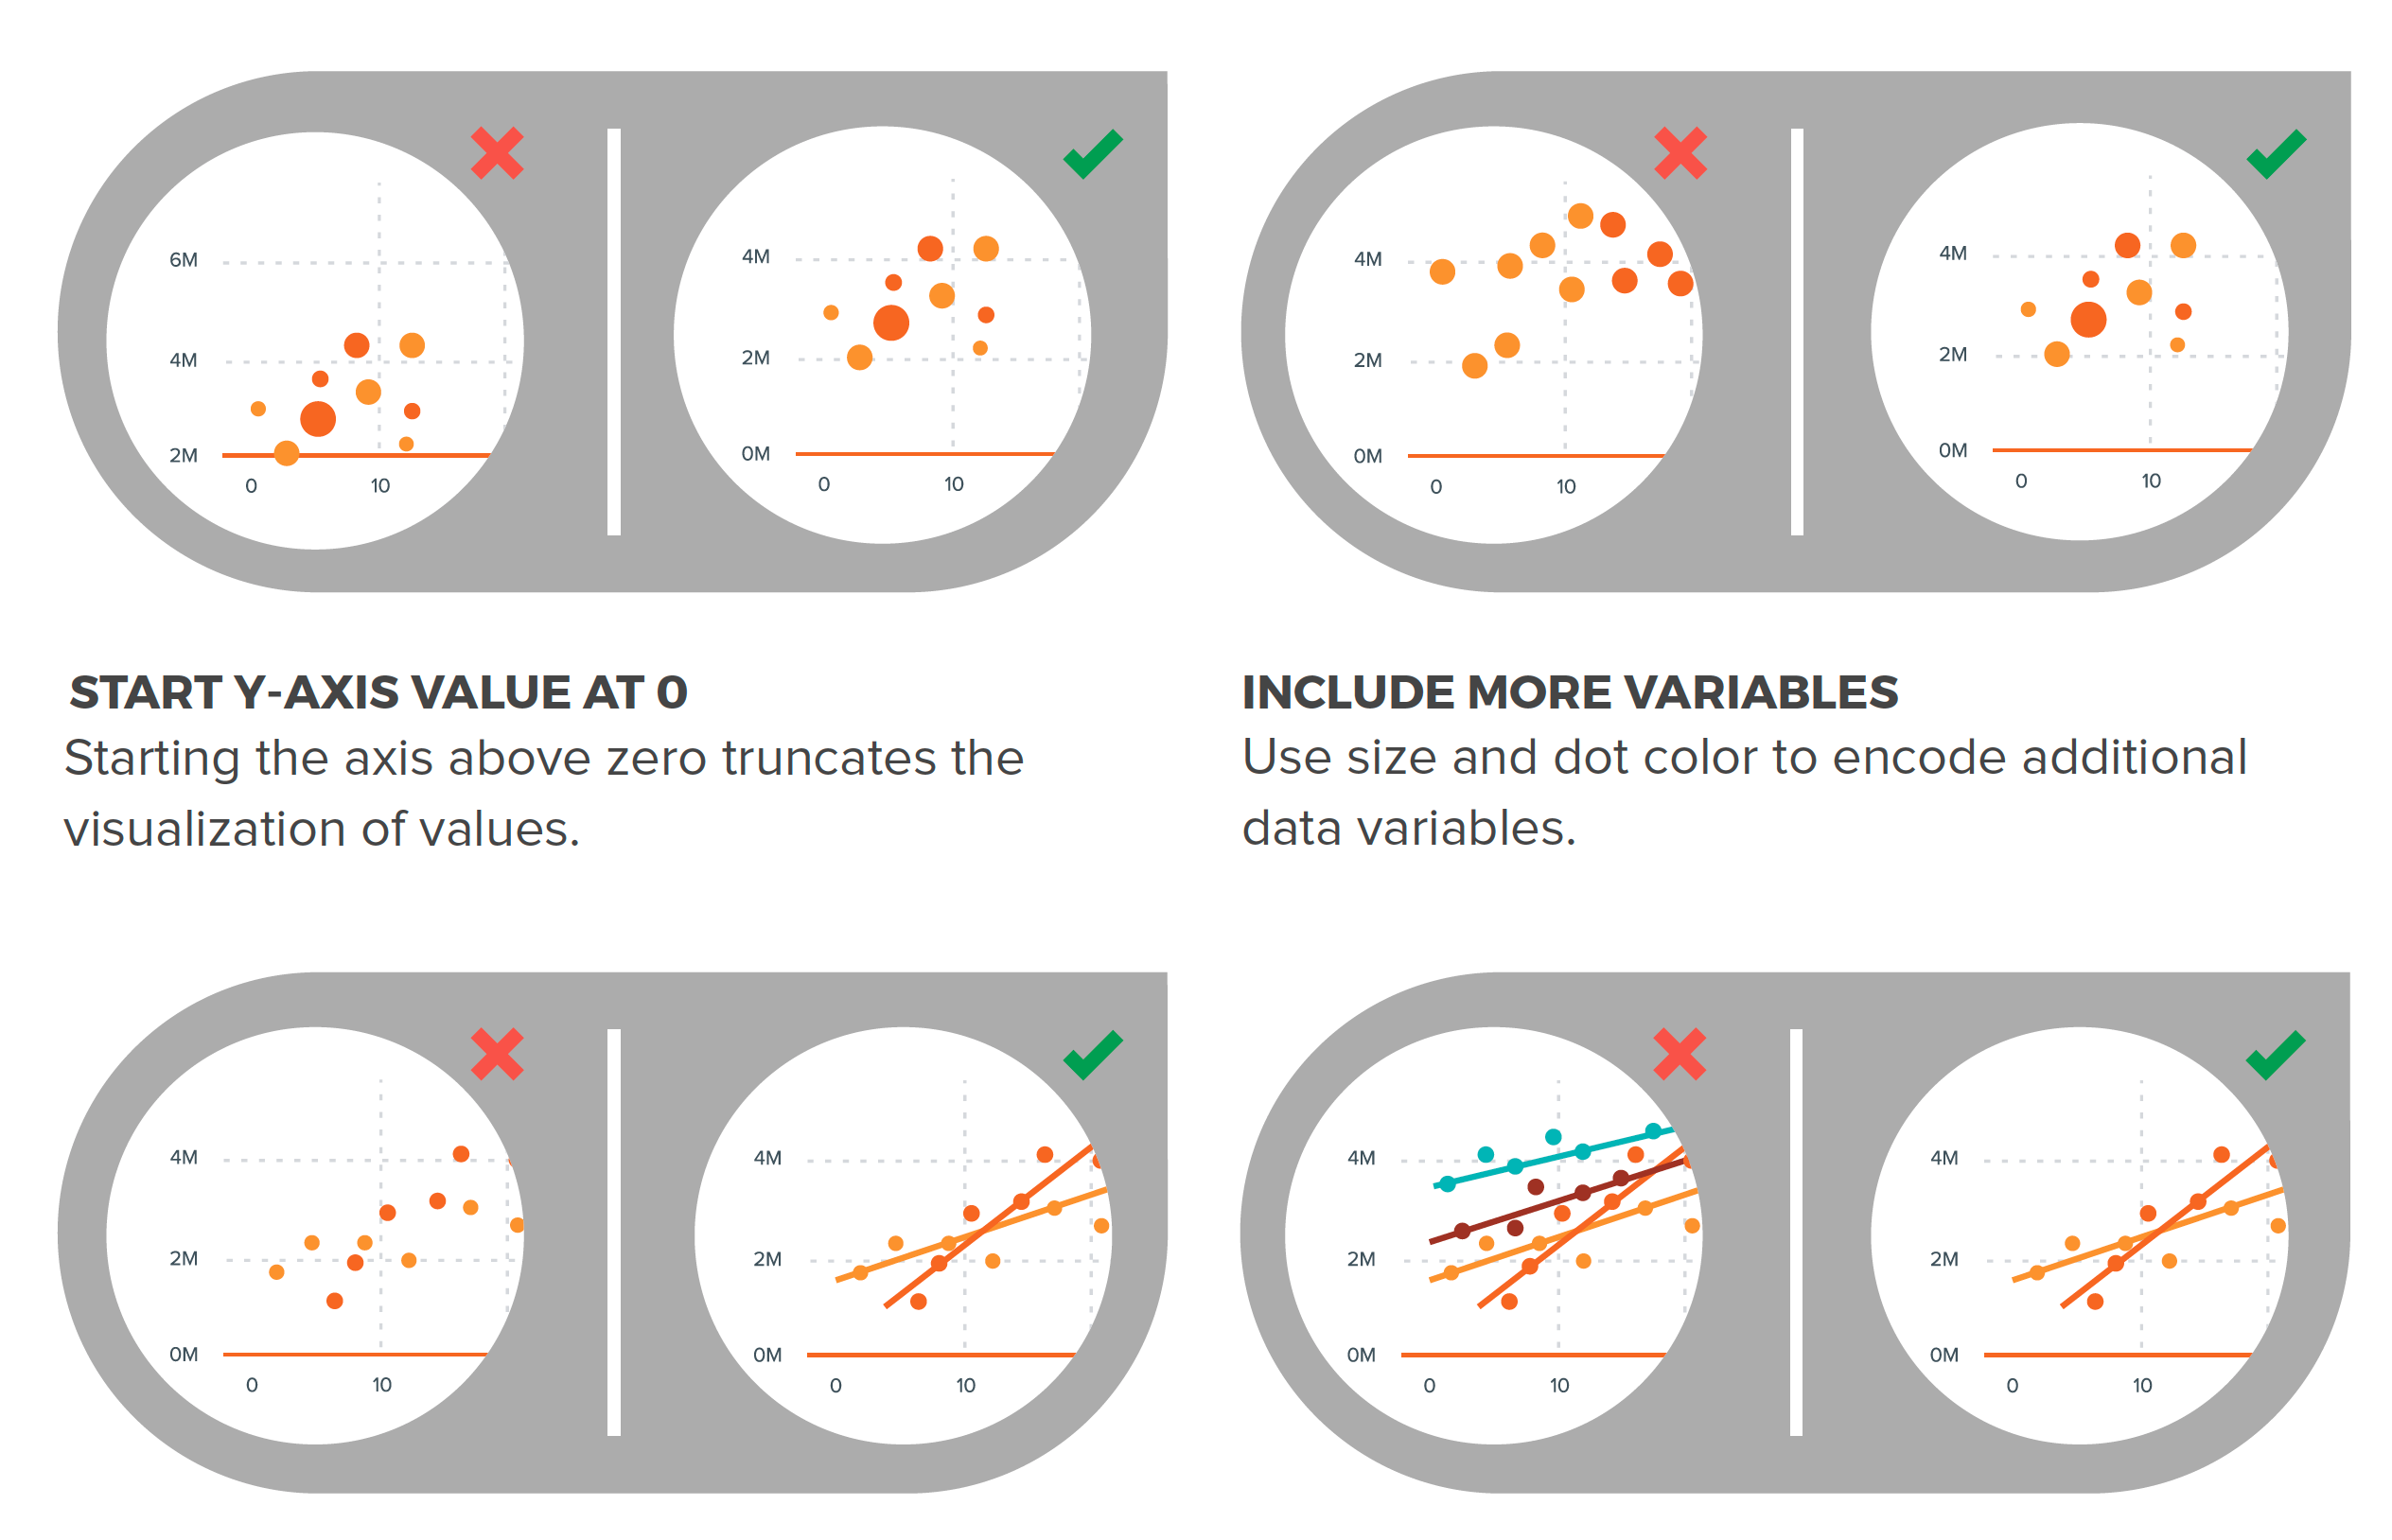 6M
4M
2M
0
10
4M
2M
0M
0
10
4M
2M
0M
0
10
4M
2M
0M
0
10
START Y-AXIS VALUE AT 0
Starting the axis above zero truncates the
visualization of values.
INCLUDE MORE VARIABLES
Use size and dot color to encode additional
data variables.
4M
2M
0M
0
10
4M
2M
0M
0
10
4M
2M
0M
0
10
4M
2M
0M
0
10